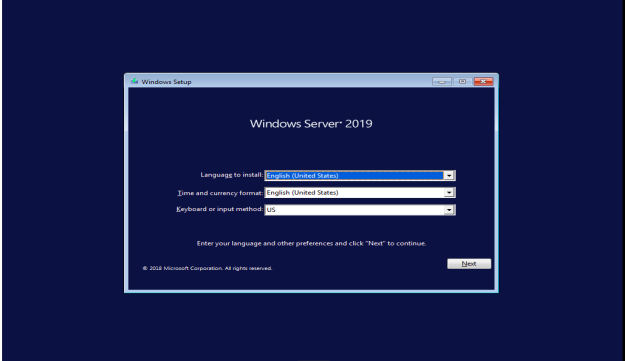 Windows Setup
Windows Server® 2019
Language to install: English (United States)
Time and currency format: English (United States)
Keyboard or input method: US
Enter your language and other preferences and click "Next" to continue.
© 2018 Microsoft Corporation. All rights reserved.
Next